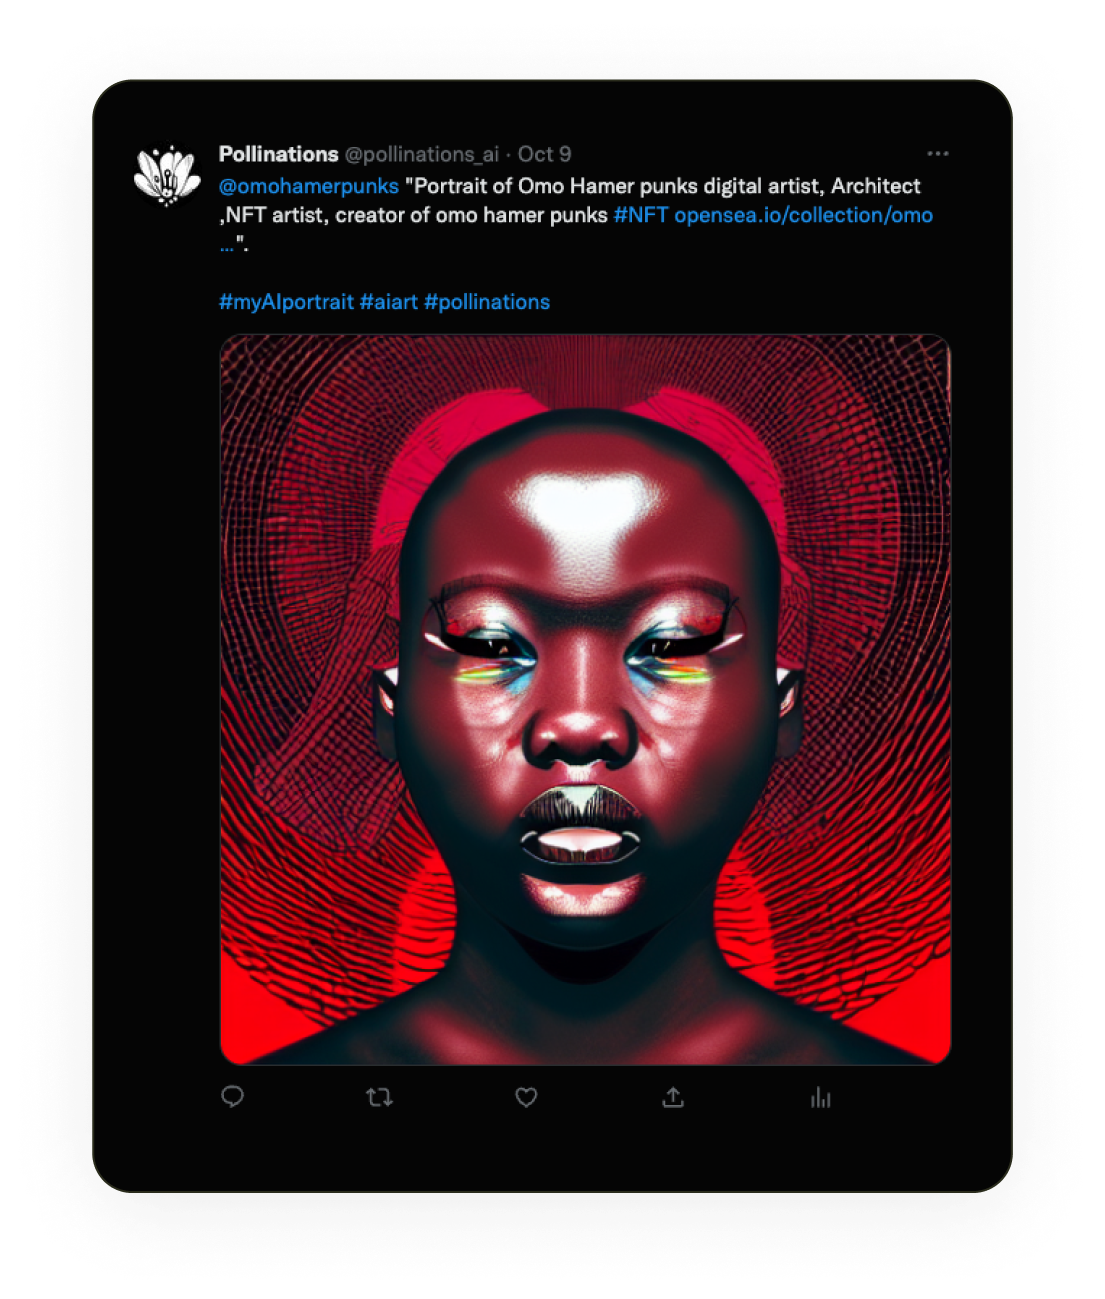 Pollinations @pollinations_ai · Oct 9
@omohamerpunks "Portrait of Omo Hamer punks digital artist, Architect
,NFT artist, creator of omo hamer punks #NFT opensea.io/collection/omo
…".
#myAIportrait #aiart #pollinations